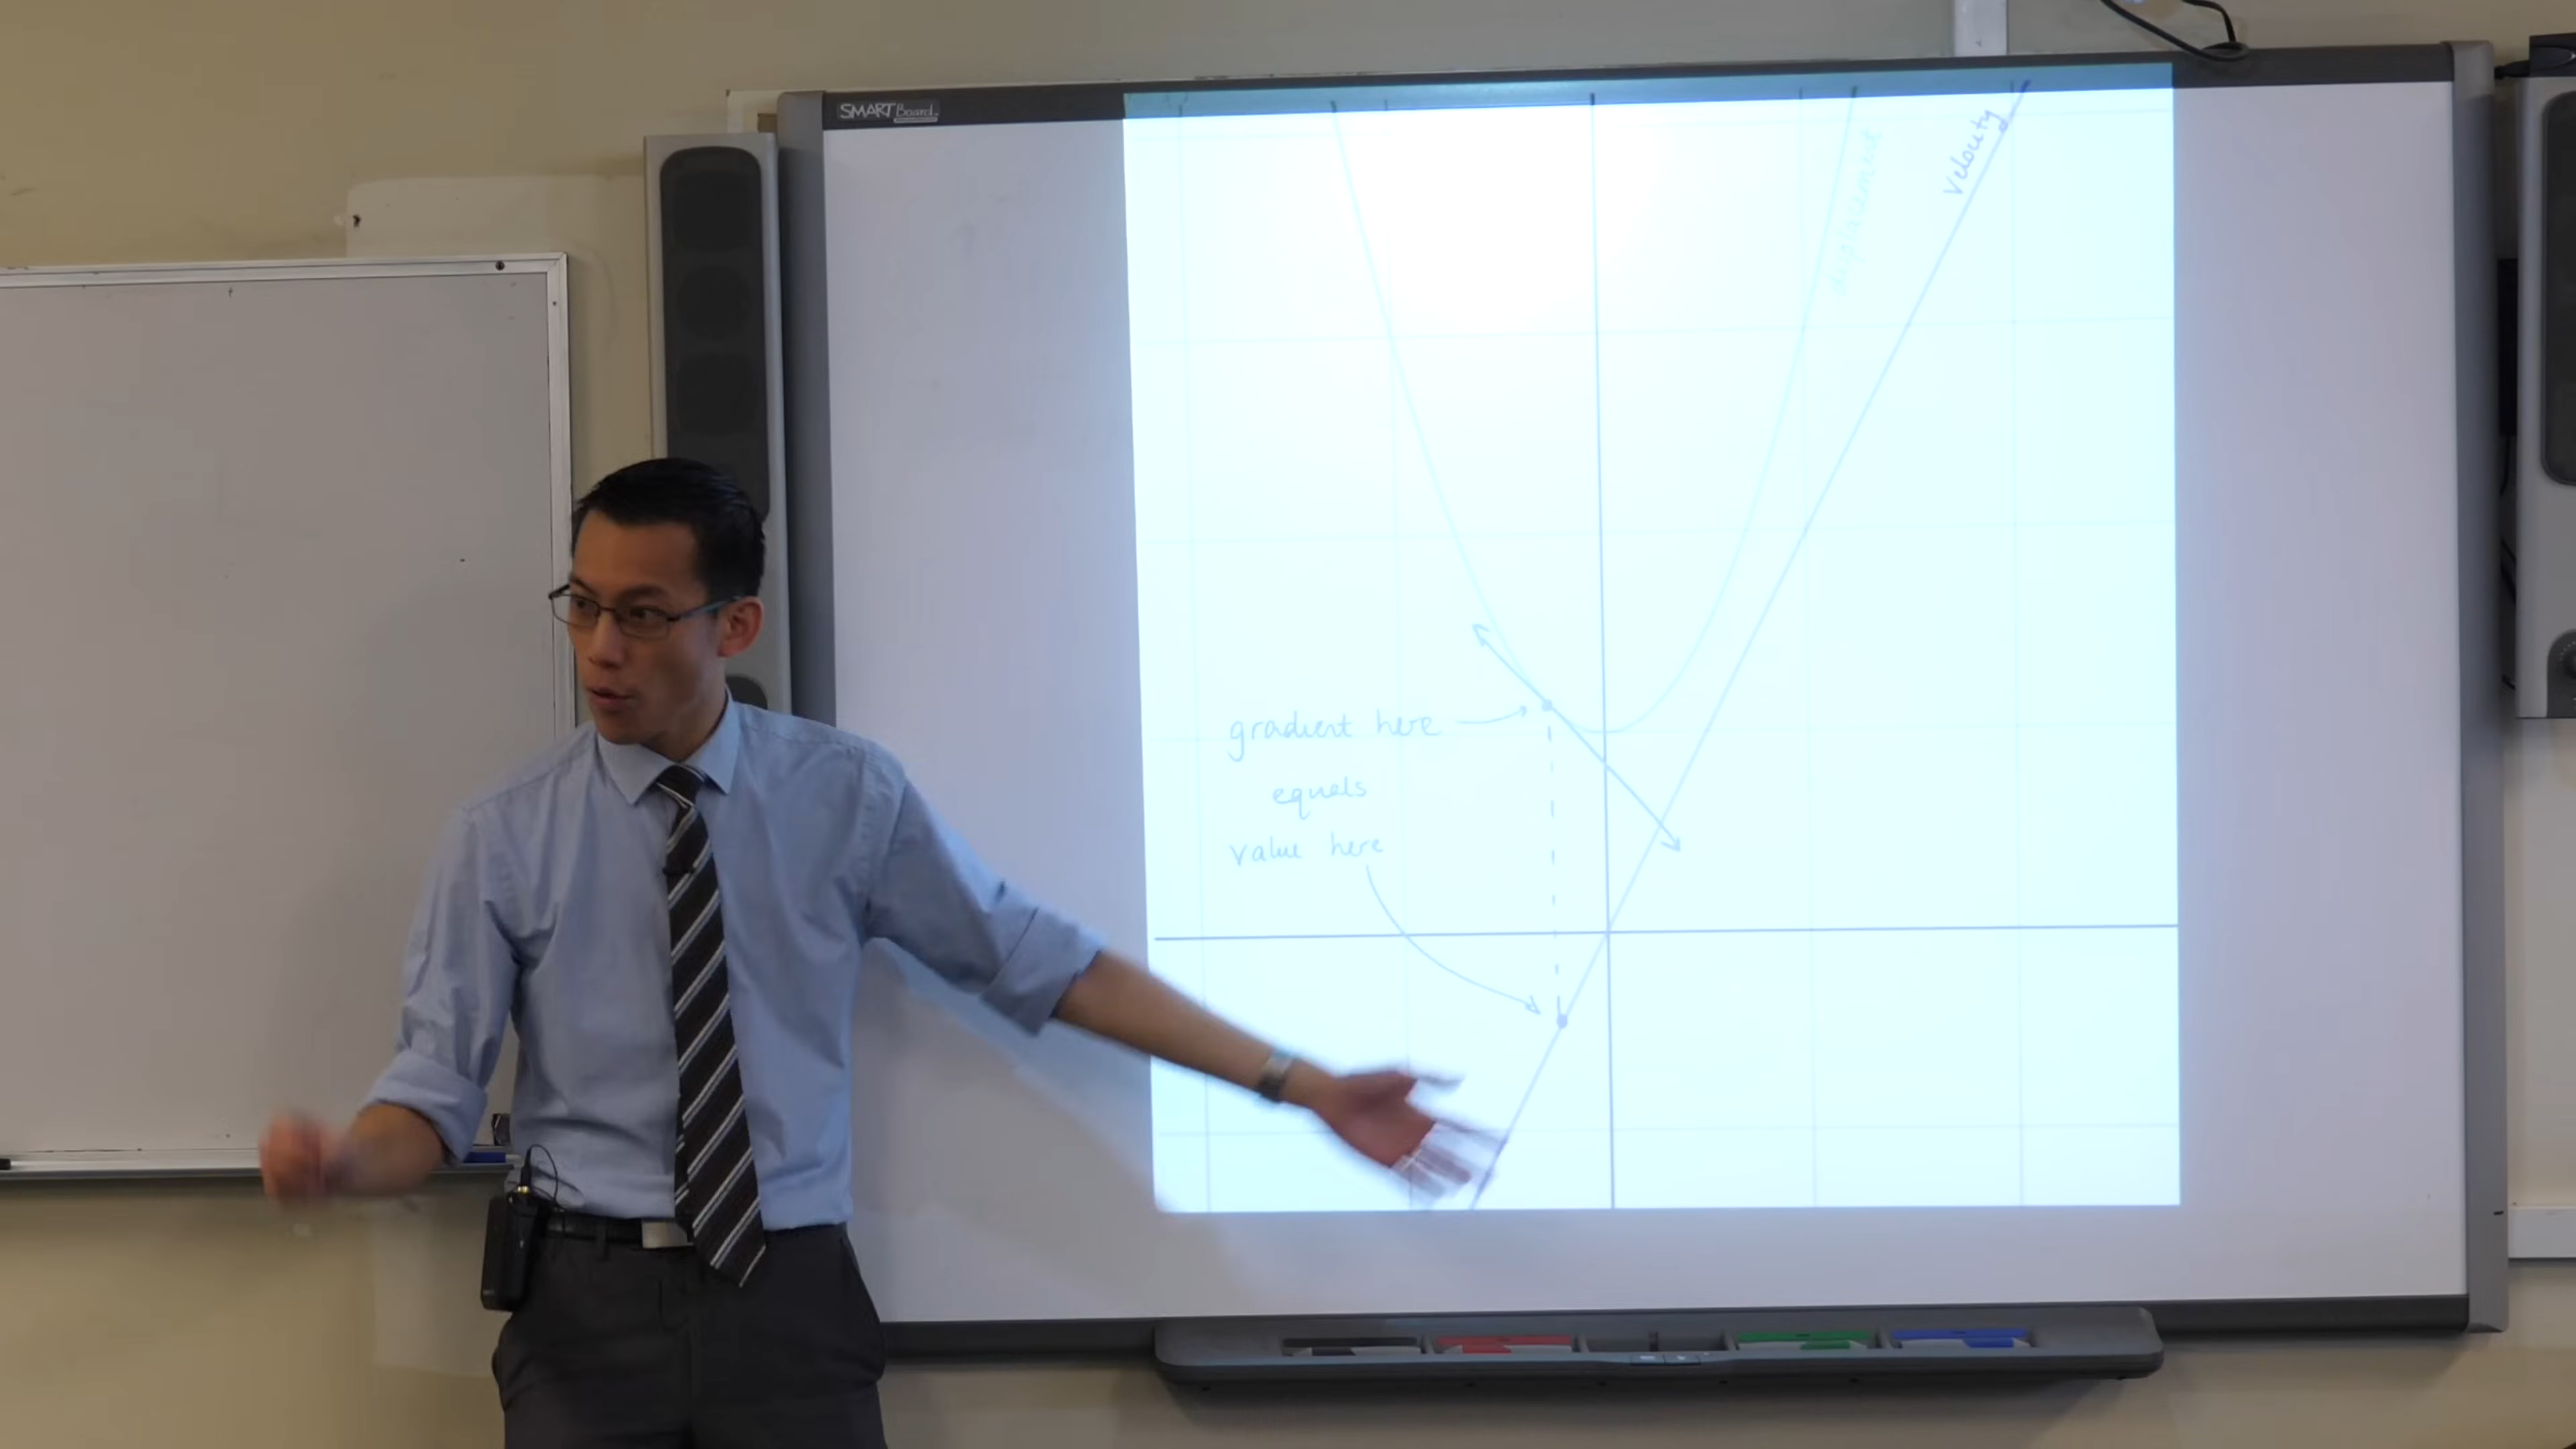 SMART Board
velocity
displacement
gradient here
equals
value here